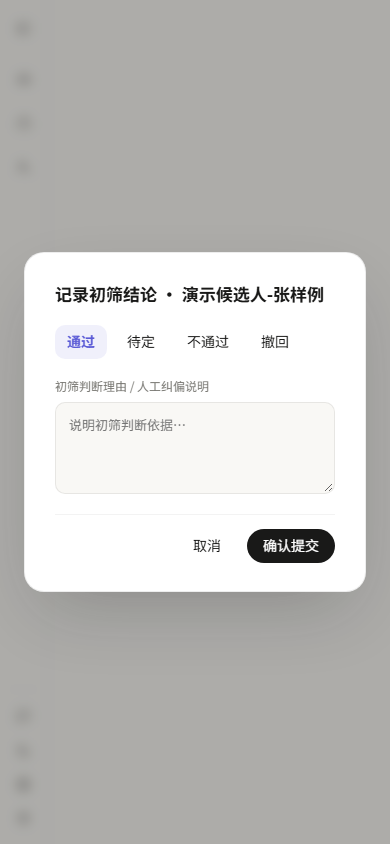 记录初筛结论 · 演示候选人-张样例
通过 待定 不通过 撤回
初筛判断理由 / 人工纠偏说明
说明初筛判断依据…
取消 确认提交